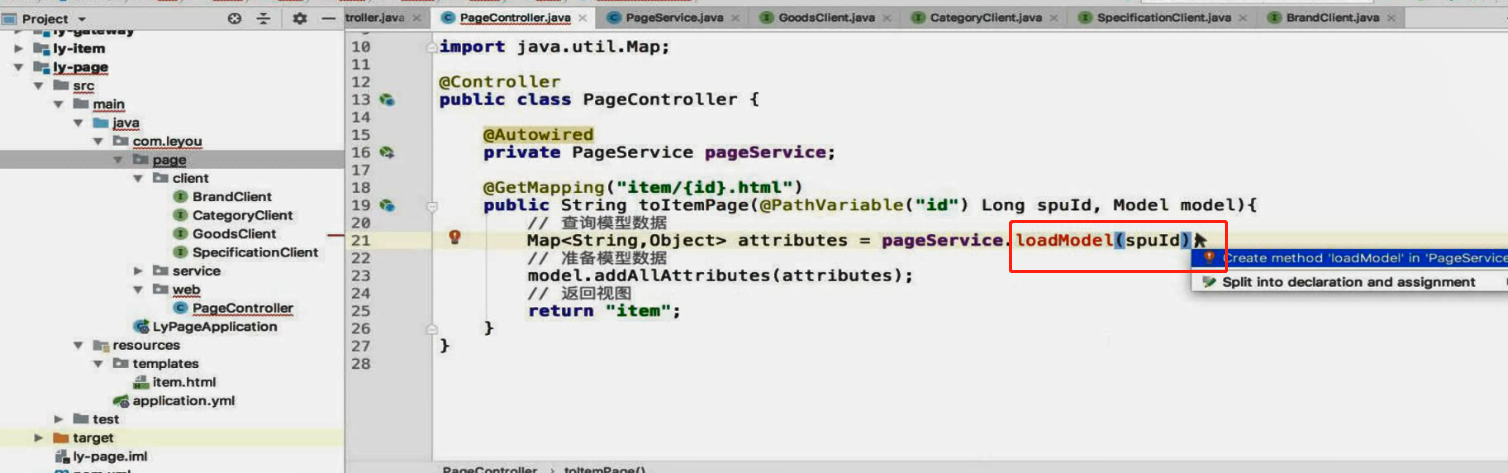 Project
troller.java
PageController.java
PageService.java
GoodsClient.java
CategoryClient.java
SpecificationClient.java
BrandClient.java
ly-gateway
ly-item
ly-page
src
main
java
com.leyou
page
client
BrandClient
CategoryClient
GoodsClient
SpecificationClient
service
web
PageController
LyPageApplication
resources
templates
item.html
application.yml
test
target
ly-page.iml
10 import java.util.Map;
11
12 @Controller
13 public class PageController {
14
15 @Autowired
16 private PageService pageService;
17
18 @GetMapping("item/{id}.html")
19 public String toItemPage(@PathVariable("id") Long spuId, Model model){
20 // 查询模型数据
21 Map<String,Object> attributes = pageService.loadModel(spuId)
22 // 准备模型数据
23 model.addAllAttributes(attributes);
24 // 返回视图
25 return "item";
26 }
27 }
28
Create method 'loadModel' in 'PageService
Split into declaration and assignment
PageController > toItemPage()